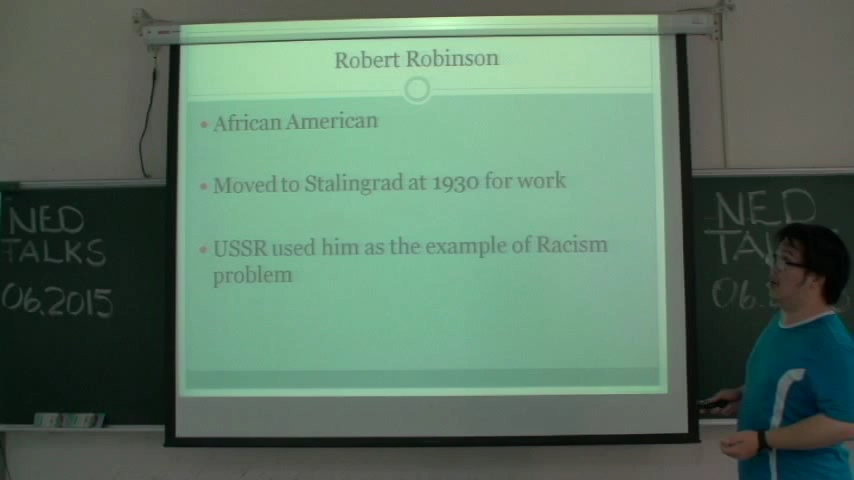 Robert Robinson
African American
Moved to Stalingrad at 1930 for work
USSR used him as the example of Racism
problem
NED
TALKS
06.2015
NED
TA
06.